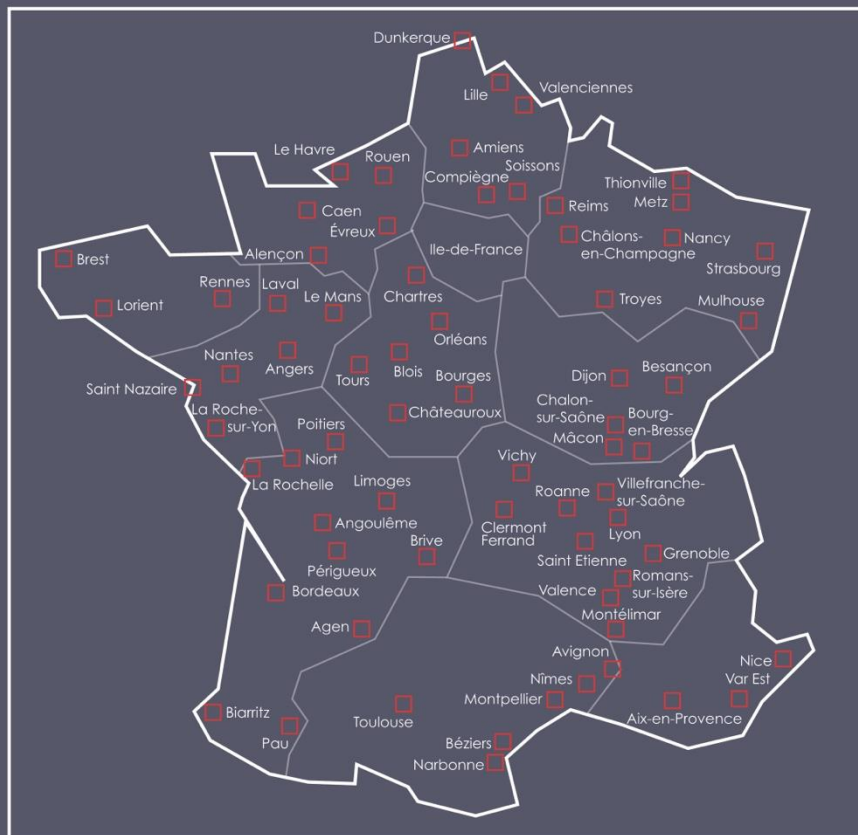 Dunkerque
Lille
Valenciennes
Le Havre
Rouen
Amiens
Soissons
Compiègne
Thionville
Metz
Caen
Reims
Évreux
Châlons-
en-Champagne
Nancy
Ile-de-France
Alençon
Brest
Strasbourg
Rennes
Laval
Chartres
Le Mans
Troyes
Mulhouse
Lorient
Orléans
Nantes
Angers
Tours
Blois
Bourges
Dijon
Besançon
Saint Nazaire
Chalon-
sur-Saône
La Roche-
sur-Yon
Châteauroux
Bourg-
en-Bresse
Poitiers
Mâcon
Niort
Vichy
La Rochelle
Limoges
Roanne
Villefranche-
sur-Saône
Clermont
Ferrand
Angoulême
Lyon
Brive
Saint Etienne
Grenoble
Périgueux
Romans-
sur-Isère
Bordeaux
Valence
Montélimar
Agen
Avignon
Nice
Nîmes
Var Est
Montpellier
Biarritz
Toulouse
Aix-en-Provence
Pau
Béziers
Narbonne